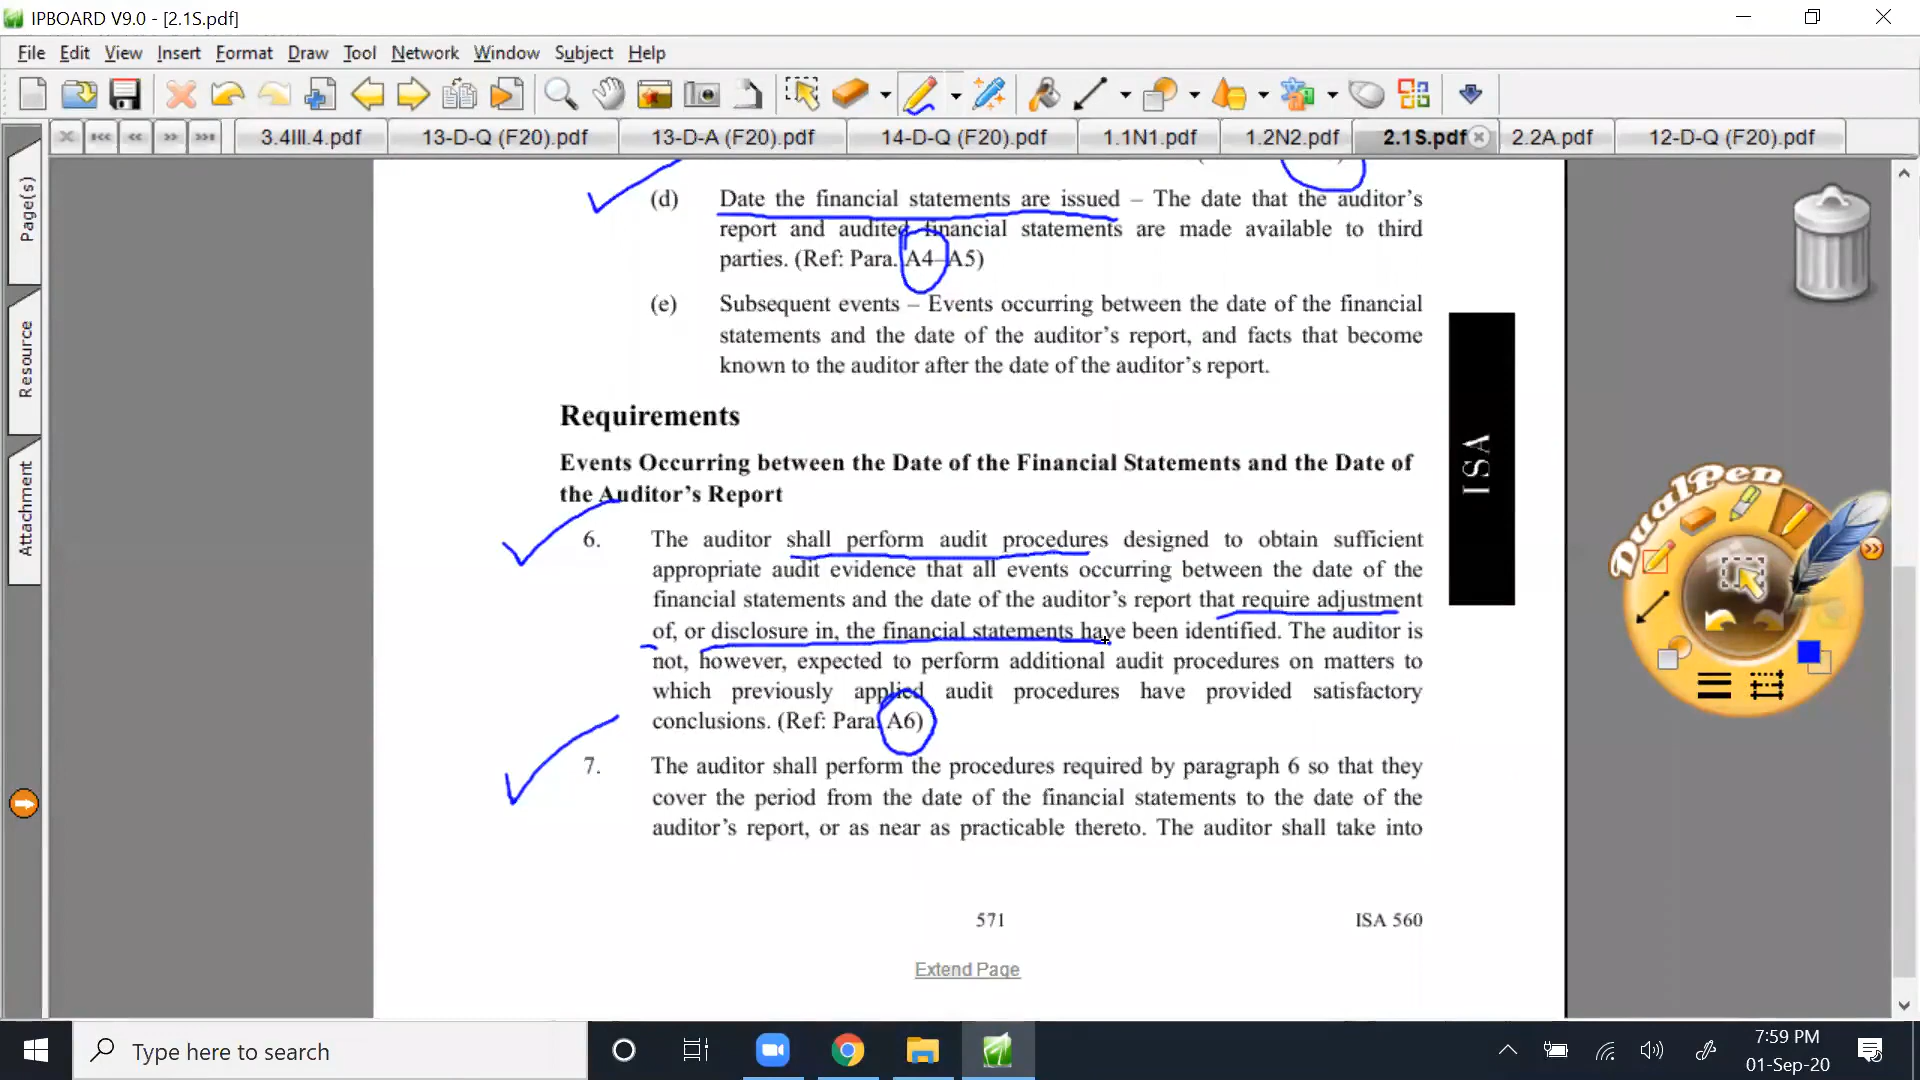 IPBOARD V9.0 - [2.1S.pdf]
File Edit View Insert Format Draw Tool Network Window Subject Help
3.4III.4.pdf 13-D-Q (F20).pdf 13-D-A (F20).pdf 14-D-Q (F20).pdf 1.1N1.pdf 1.2N2.pdf 2.1S.pdf 2.2A.pdf 12-D-Q (F20).pdf
Page(s)
Resource
Attachment
(d) Date the financial statements are issued – The date that the auditor's
report and audited financial statements are made available to third
parties. (Ref: Para. A4–A5)
(e) Subsequent events – Events occurring between the date of the financial
statements and the date of the auditor's report, and facts that become
known to the auditor after the date of the auditor's report.
Requirements
Events Occurring between the Date of the Financial Statements and the Date of
the Auditor's Report
6. The auditor shall perform audit procedures designed to obtain sufficient
appropriate audit evidence that all events occurring between the date of the
financial statements and the date of the auditor's report that require adjustment
of, or disclosure in, the financial statements have been identified. The auditor is
not, however, expected to perform additional audit procedures on matters to
which previously applied audit procedures have provided satisfactory
conclusions. (Ref: Para. A6)
7. The auditor shall perform the procedures required by paragraph 6 so that they
cover the period from the date of the financial statements to the date of the
auditor's report, or as near as practicable thereto. The auditor shall take into
571 ISA 560
Extend Page
ISA
DualPen
Type here to search
7:59 PM
01-Sep-20